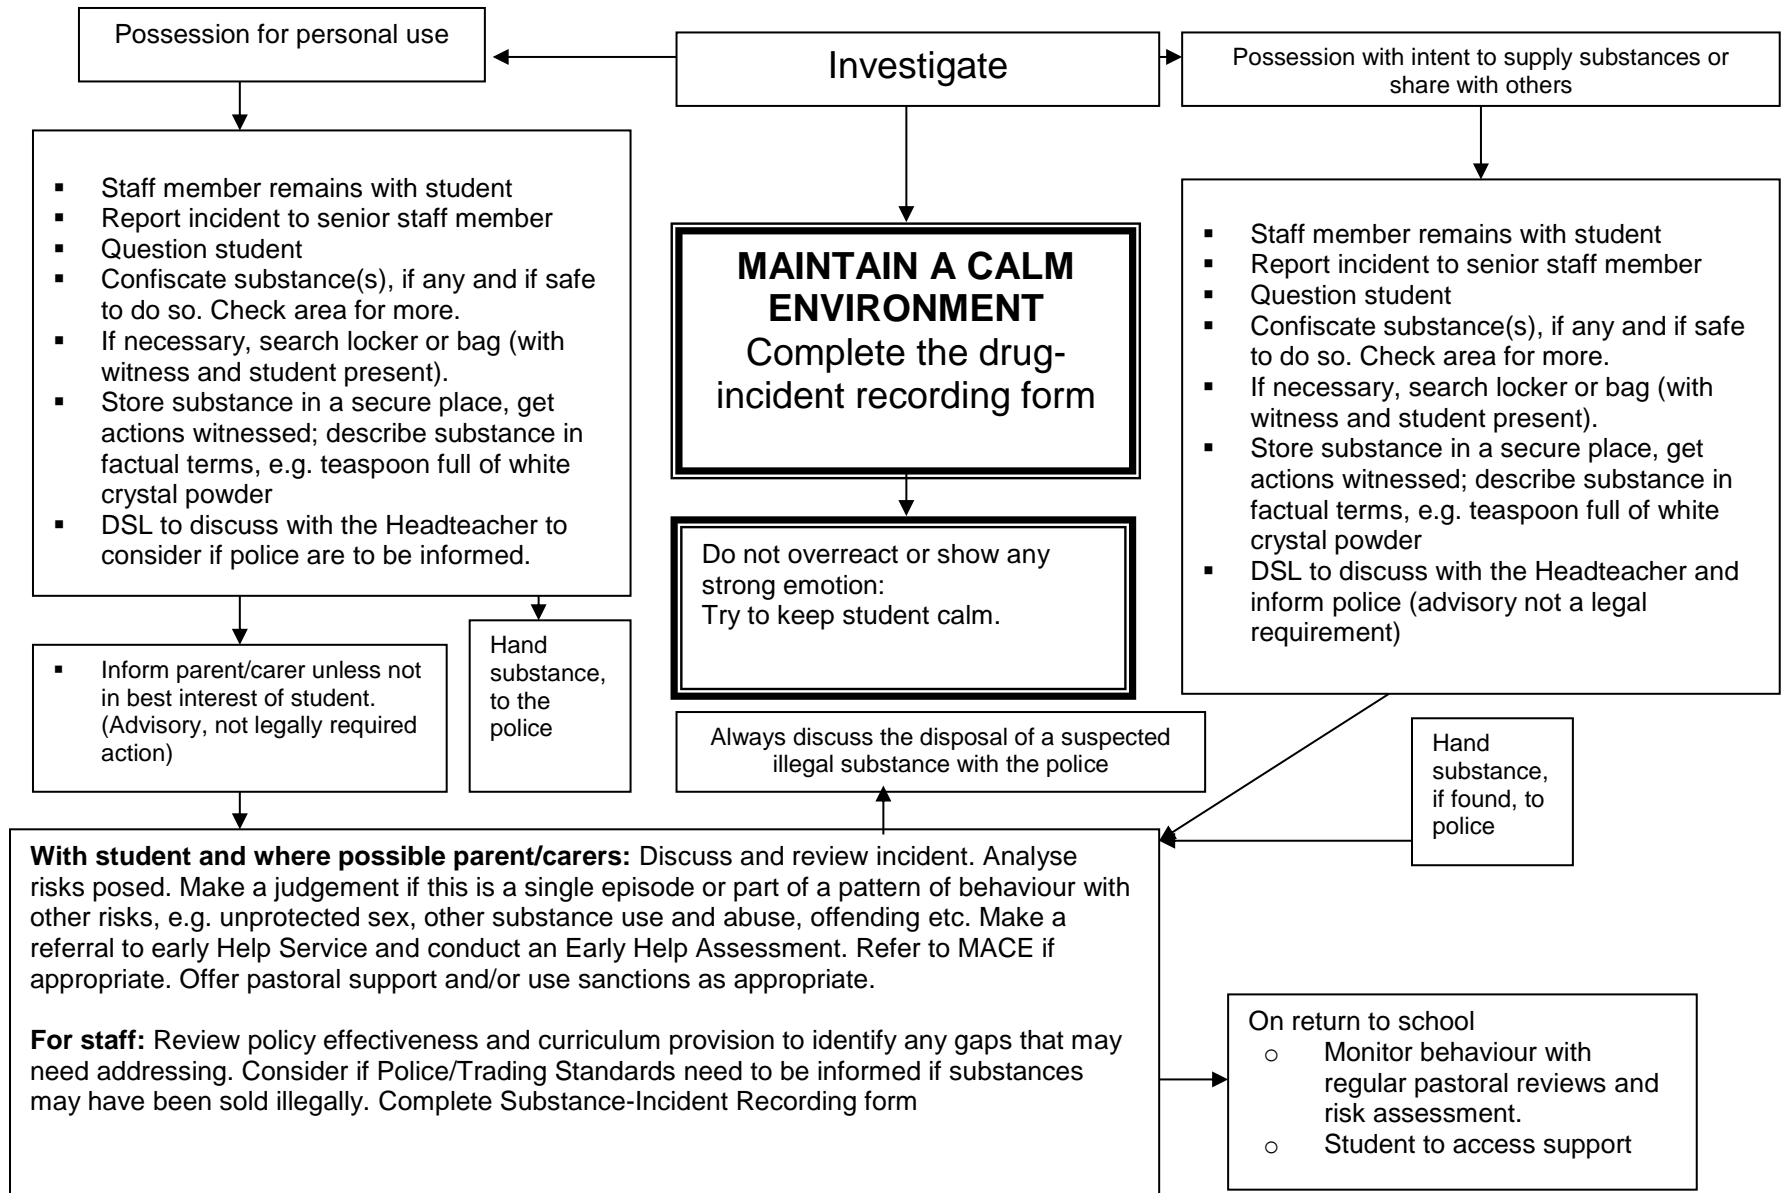 Possession for personal use
Investigate
Possession with intent to supply substances or
share with others
▪ Staff member remains with student
▪ Report incident to senior staff member
▪ Question student
▪ Confiscate substance(s), if any and if safe
to do so. Check area for more.
▪ If necessary, search locker or bag (with
witness and student present).
▪ Store substance in a secure place, get
actions witnessed; describe substance in
factual terms, e.g. teaspoon full of white
crystal powder
▪ DSL to discuss with the Headteacher to
consider if police are to be informed.
MAINTAIN A CALM
ENVIRONMENT
Complete the drug-
incident recording form
▪ Staff member remains with student
▪ Report incident to senior staff member
▪ Question student
▪ Confiscate substance(s), if any and if safe
to do so. Check area for more.
▪ If necessary, search locker or bag (with
witness and student present).
▪ Store substance in a secure place, get
actions witnessed; describe substance in
factual terms, e.g. teaspoon full of white
crystal powder
▪ DSL to discuss with the Headteacher and
inform police (advisory not a legal
requirement)
Do not overreact or show any
strong emotion:
Try to keep student calm.
▪ Inform parent/carer unless not
in best interest of student.
(Advisory, not legally required
action)
Hand
substance,
to the
police
Always discuss the disposal of a suspected
illegal substance with the police
Hand
substance,
if found, to
police
With student and where possible parent/carers: Discuss and review incident. Analyse
risks posed. Make a judgement if this is a single episode or part of a pattern of behaviour with
other risks, e.g. unprotected sex, other substance use and abuse, offending etc. Make a
referral to early Help Service and conduct an Early Help Assessment. Refer to MACE if
appropriate. Offer pastoral support and/or use sanctions as appropriate.
For staff: Review policy effectiveness and curriculum provision to identify any gaps that may
need addressing. Consider if Police/Trading Standards need to be informed if substances
may have been sold illegally. Complete Substance-Incident Recording form
On return to school
○ Monitor behaviour with
regular pastoral reviews and
risk assessment.
○ Student to access support